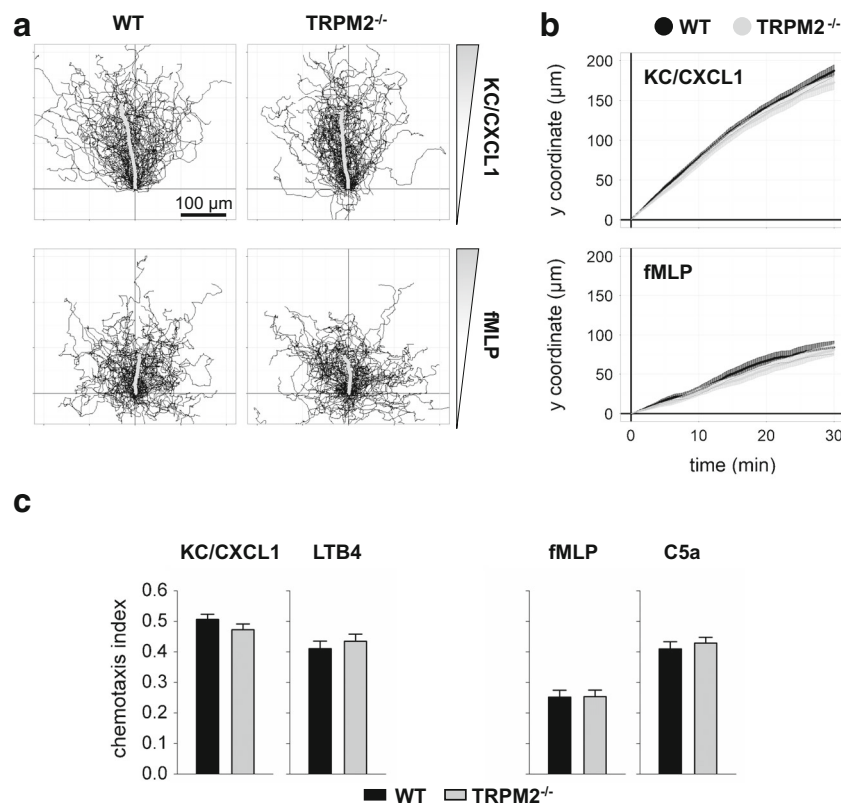 a
WT TRPM2-/-
KC/CXCL1
100 µm
fMLP
b
WT TRPM2-/-
KC/CXCL1
y coordinate (µm)
200
150
100
50
0
fMLP
y coordinate (µm)
200
150
100
50
0
0 10 20 30
time (min)
c
KC/CXCL1 LTB4 fMLP C5a
chemotaxis index
0.6
0.5
0.4
0.3
0.2
0.1
0.0
WT TRPM2-/-